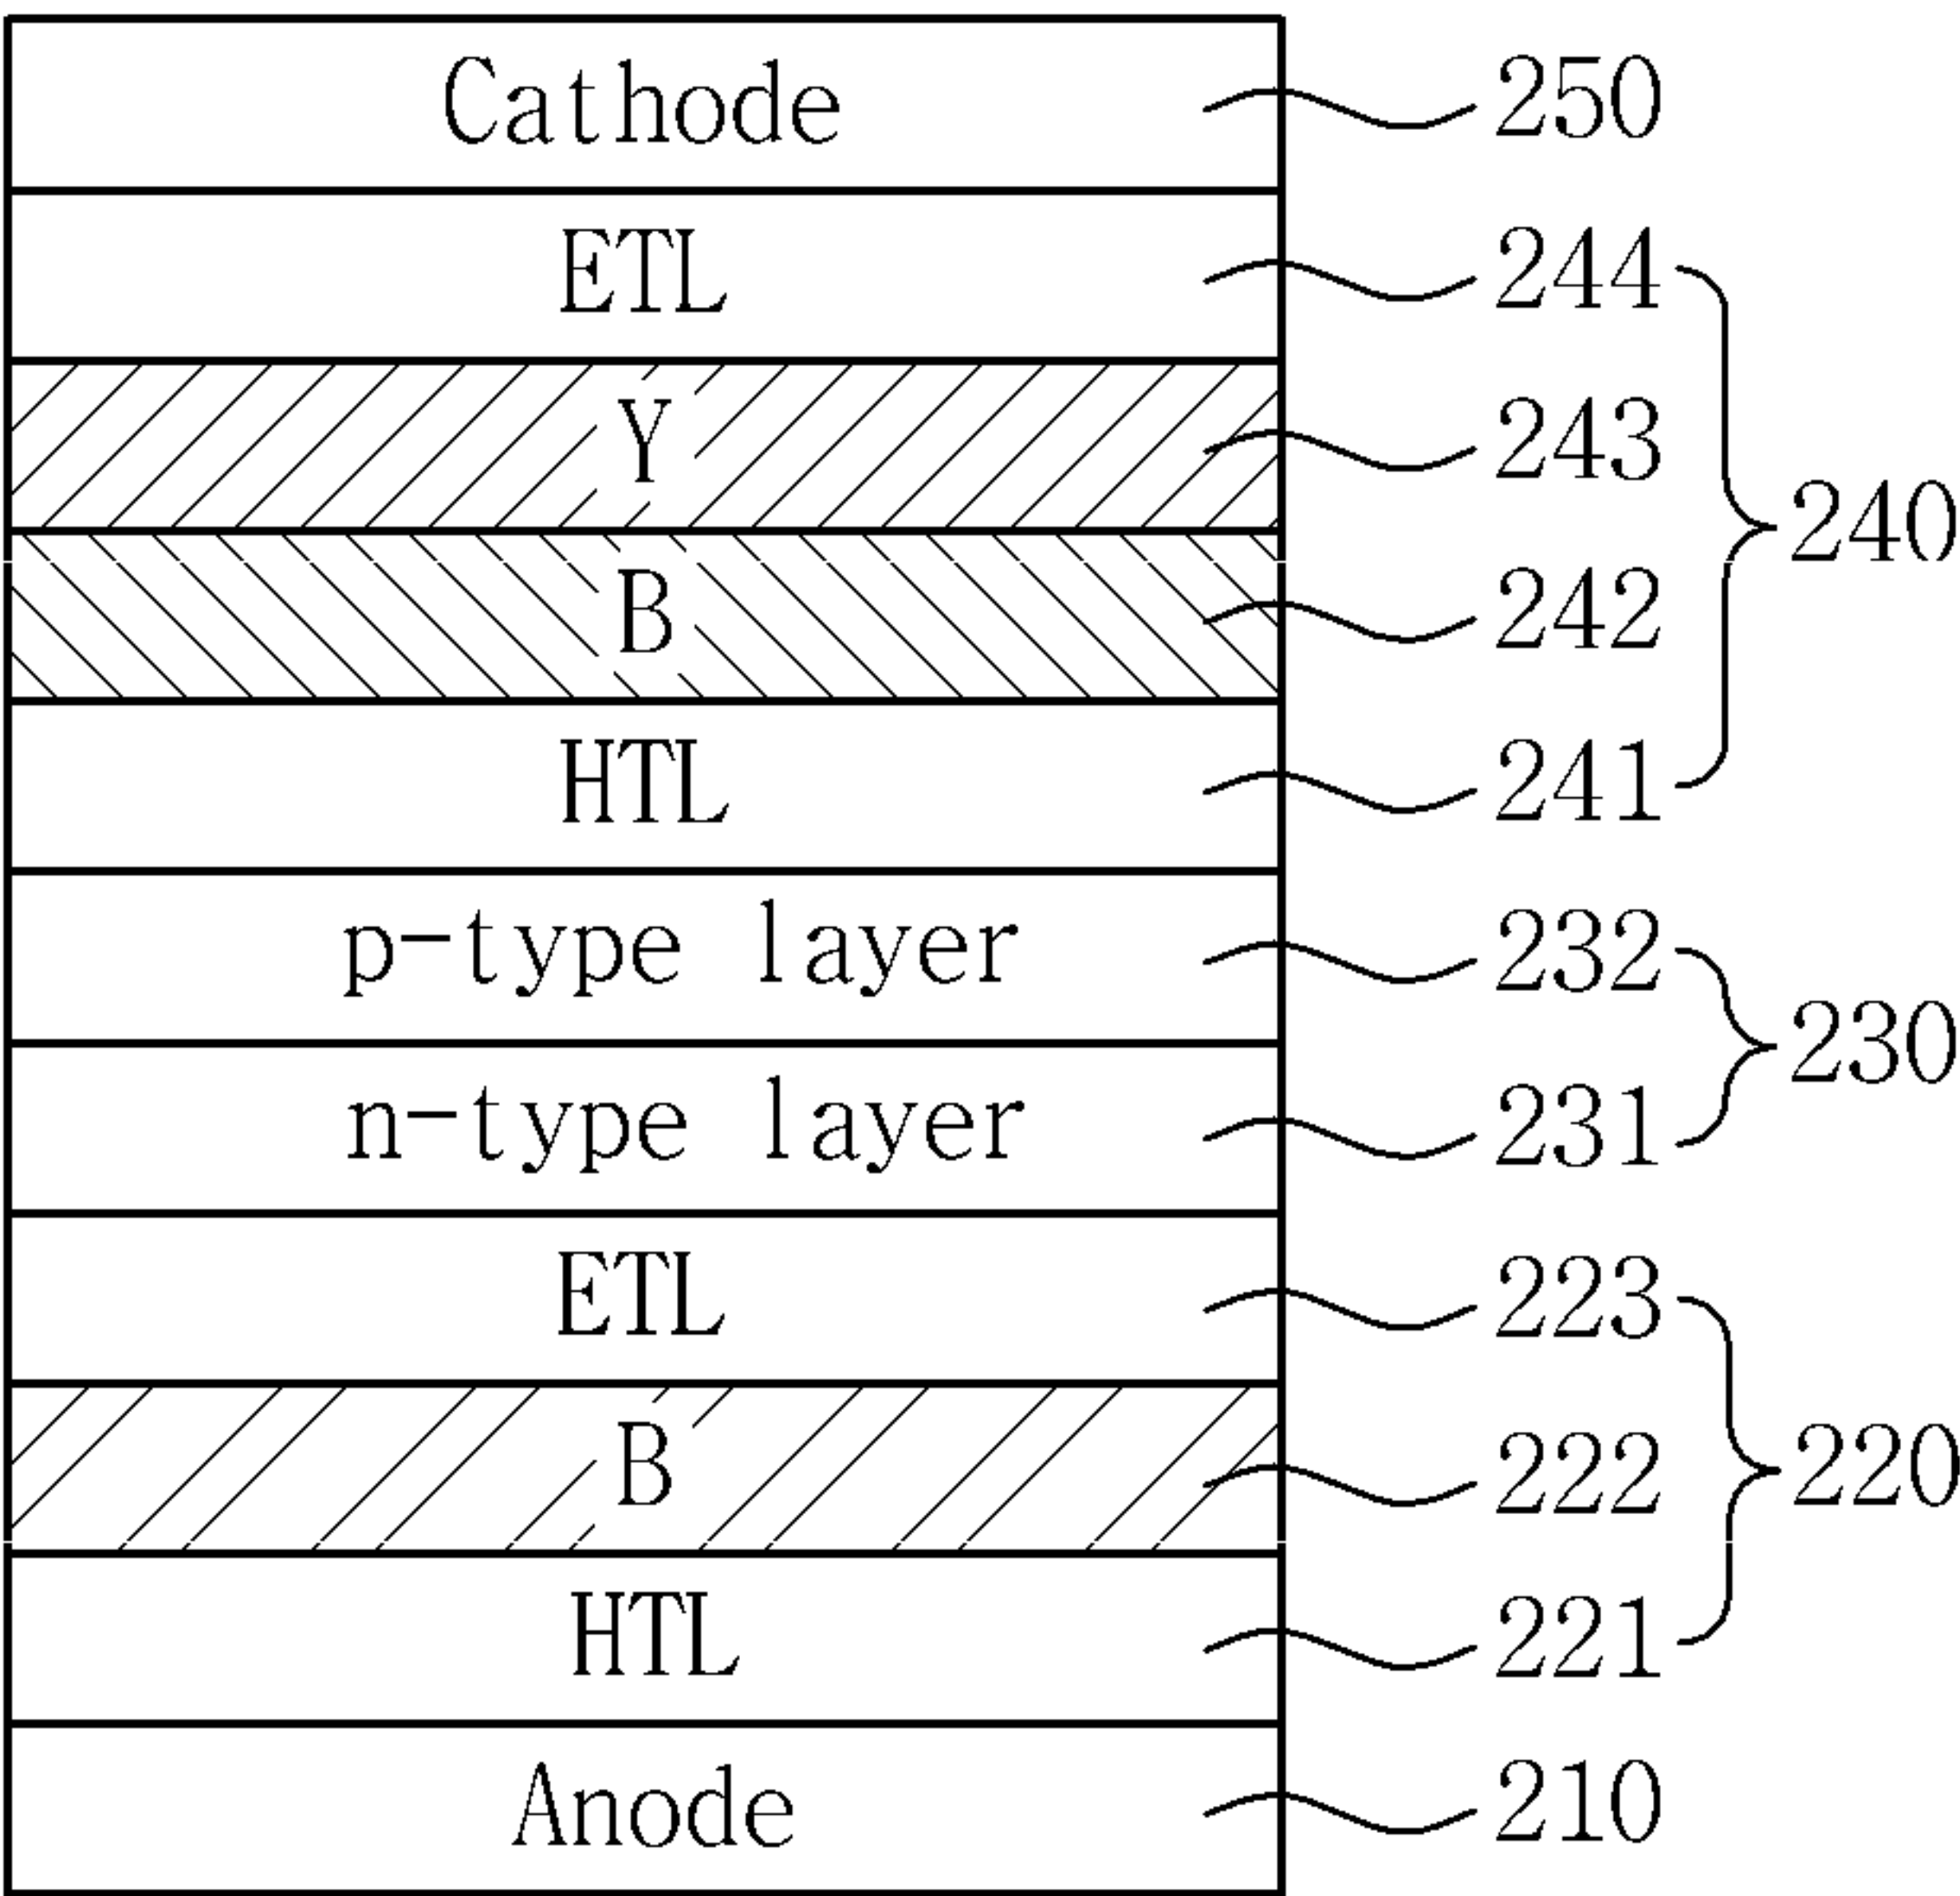 Cathode 250
ETL 244
Y 243
240
B 242
HTL 241
p-type layer 232
230
n-type layer 231
ETL 223
B 222
220
HTL 221
Anode 210